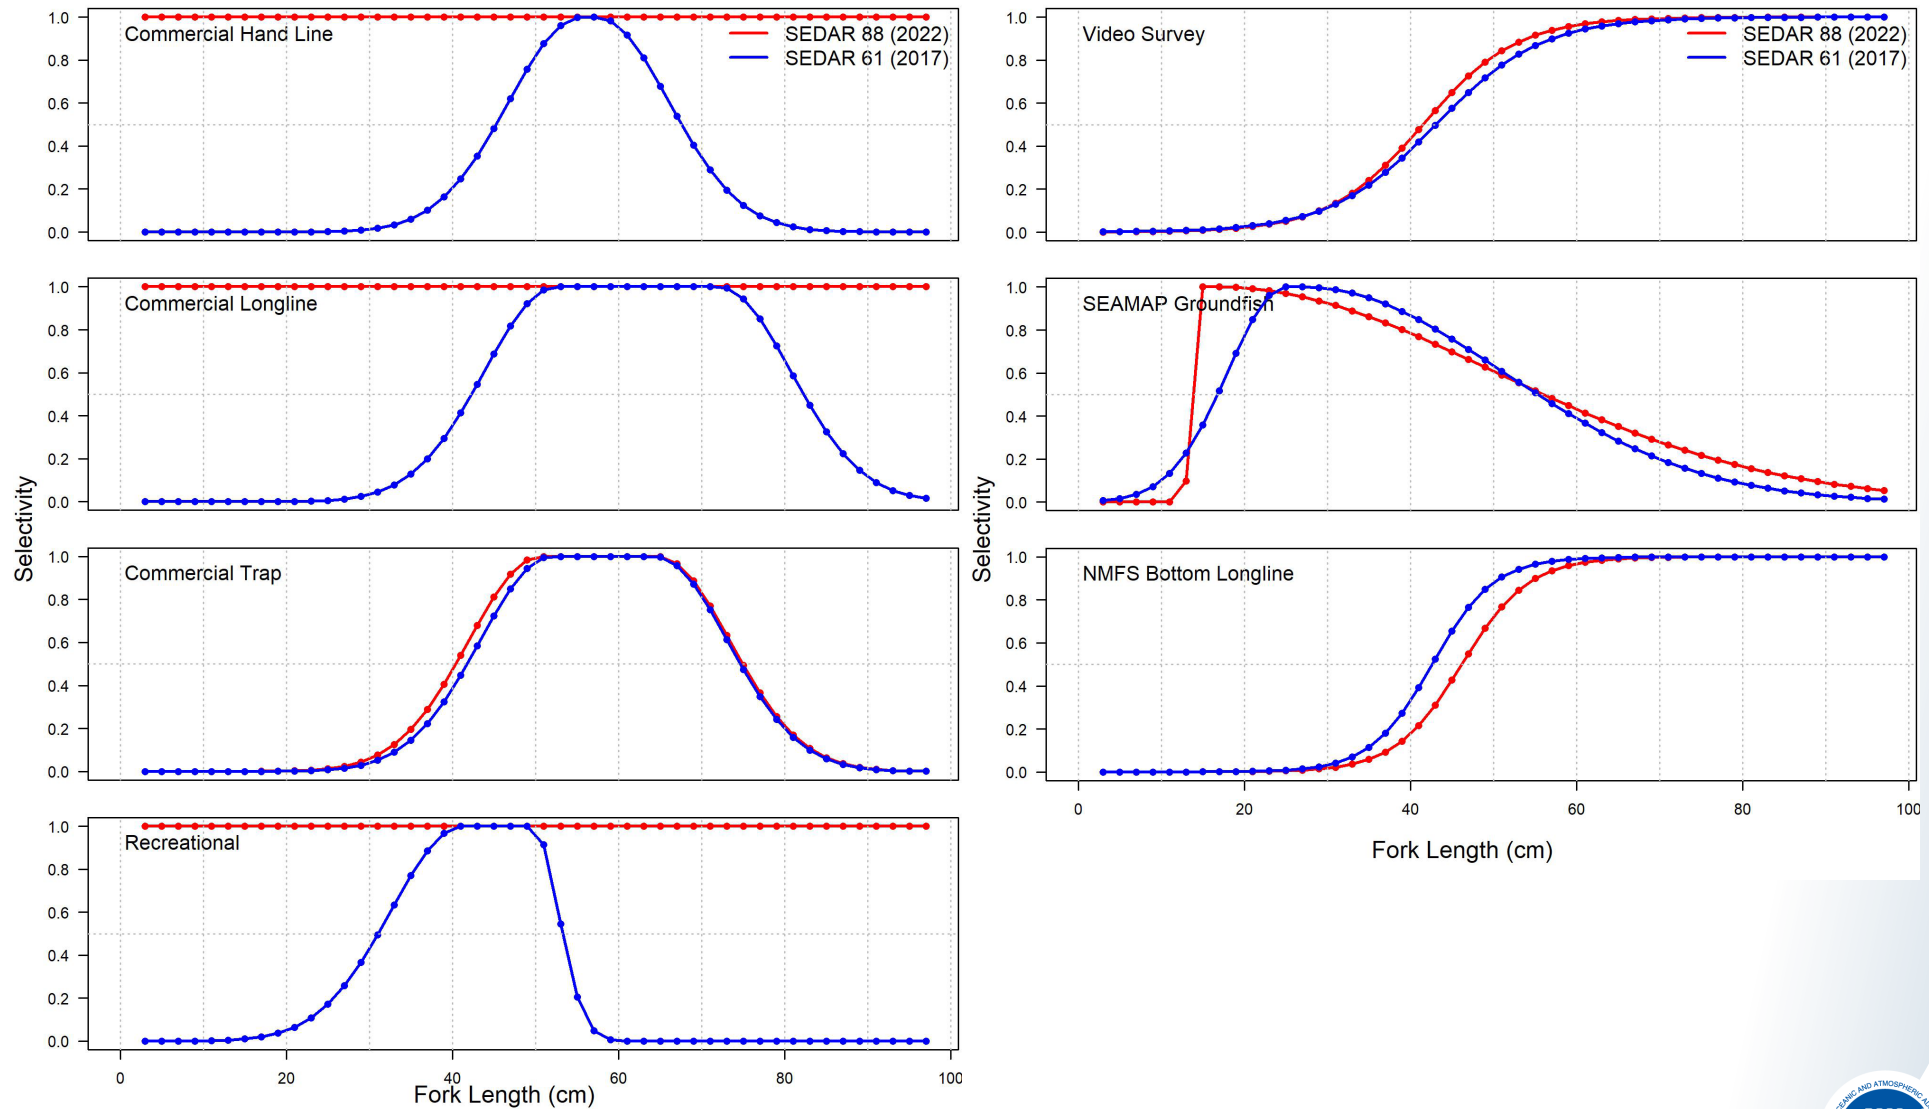 Commercial Hand Line
SEDAR 88 (2022)
SEDAR 61 (2017)
1.0
0.8
0.6
0.4
0.2
0.0
Commercial Longline
1.0
0.8
0.6
0.4
0.2
0.0
Commercial Trap
1.0
0.8
0.6
0.4
0.2
0.0
Recreational
1.0
0.8
0.6
0.4
0.2
0.0
Selectivity
0 20 40 60 80 100
Fork Length (cm)
Video Survey
SEDAR 88 (2022)
SEDAR 61 (2017)
1.0
0.8
0.6
0.4
0.2
0.0
SEAMAP Groundfish
1.0
0.8
0.6
0.4
0.2
0.0
NMFS Bottom Longline
1.0
0.8
0.6
0.4
0.2
0.0
Selectivity
0 20 40 60 80 100
Fork Length (cm)
AND ATMOSPHERIC